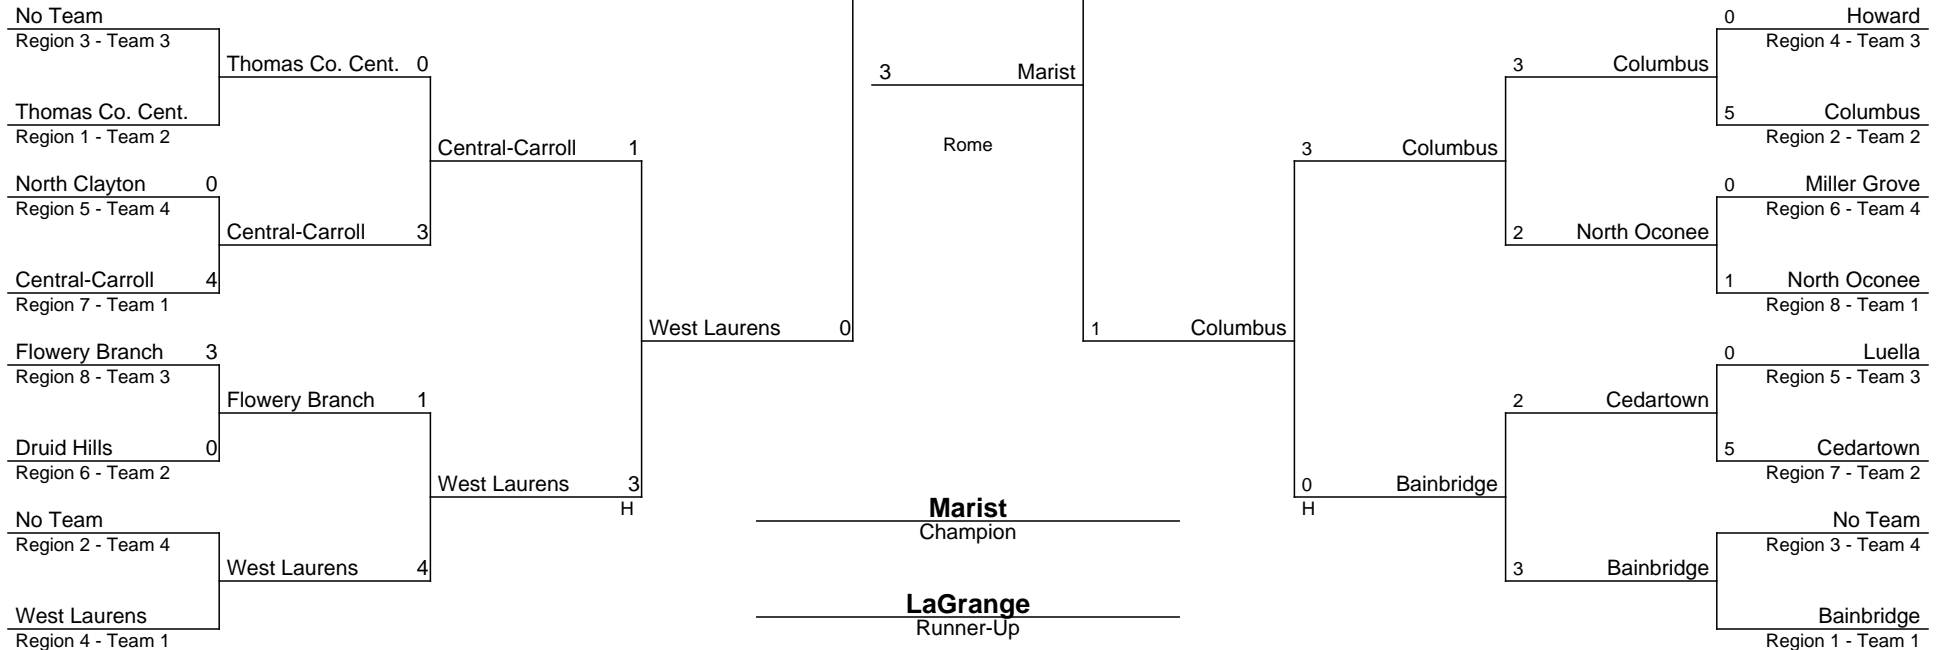 No Team
Region 3 - Team 3
Thomas Co. Cent. 0
Thomas Co. Cent.
Region 1 - Team 2
Central-Carroll 1
North Clayton 0
Region 5 - Team 4
Central-Carroll 3
Central-Carroll 4
Region 7 - Team 1
West Laurens 0
Flowery Branch 3
Region 8 - Team 3
Flowery Branch 1
Druid Hills 0
Region 6 - Team 2
West Laurens 3
H
No Team
Region 2 - Team 4
West Laurens 4
West Laurens
Region 4 - Team 1
3 Marist
Rome
Marist
Champion
LaGrange
Runner-Up
0 Howard
Region 4 - Team 3
3 Columbus
5 Columbus
Region 2 - Team 2
3 Columbus
0 Miller Grove
Region 6 - Team 4
2 North Oconee
1 North Oconee
Region 8 - Team 1
1 Columbus
0 Luella
Region 5 - Team 3
2 Cedartown
5 Cedartown
Region 7 - Team 2
0 Bainbridge
H
No Team
Region 3 - Team 4
3 Bainbridge
Bainbridge
Region 1 - Team 1